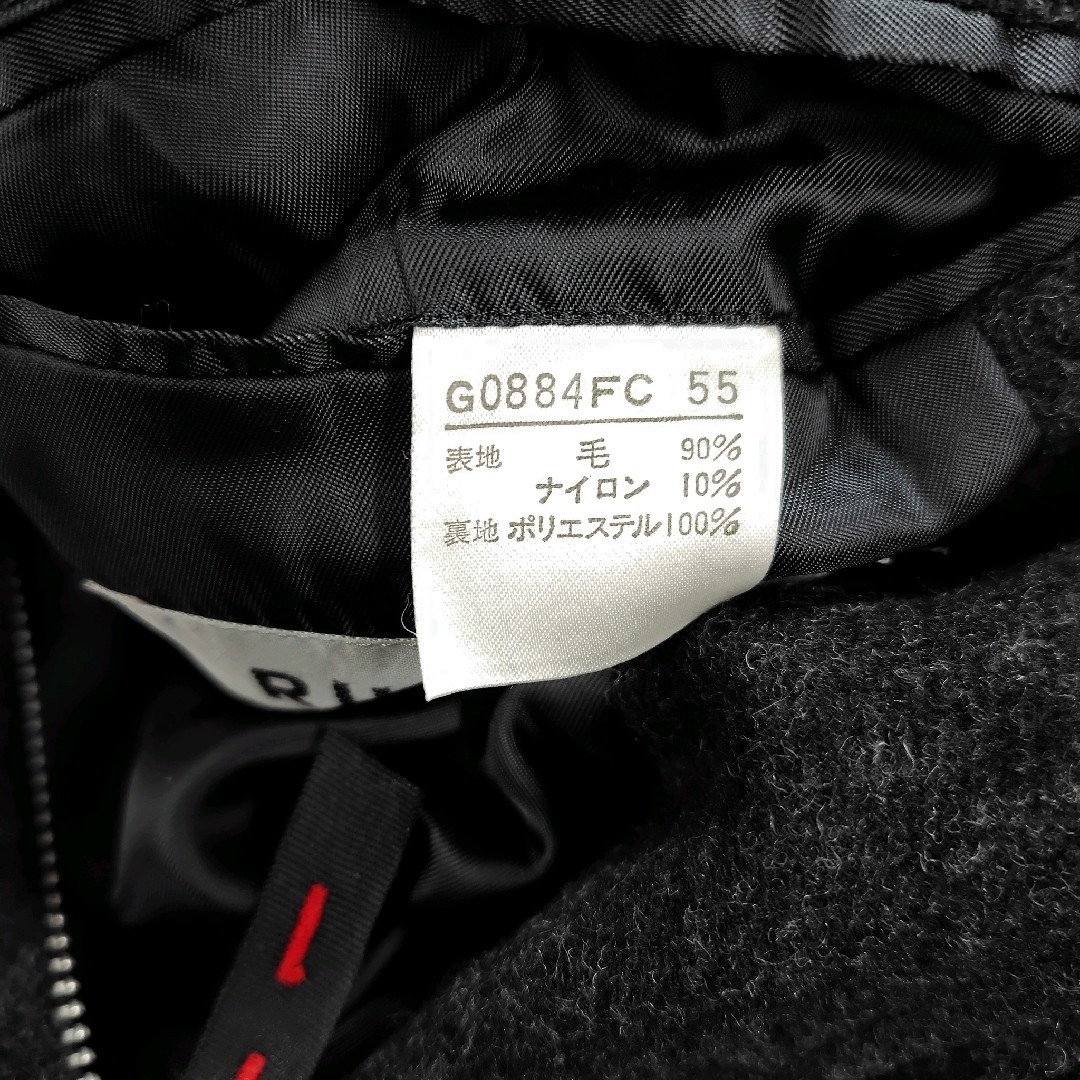 G0884FC 55
表地 毛 90%
ナイロン 10%
裏地 ポリエステル100%